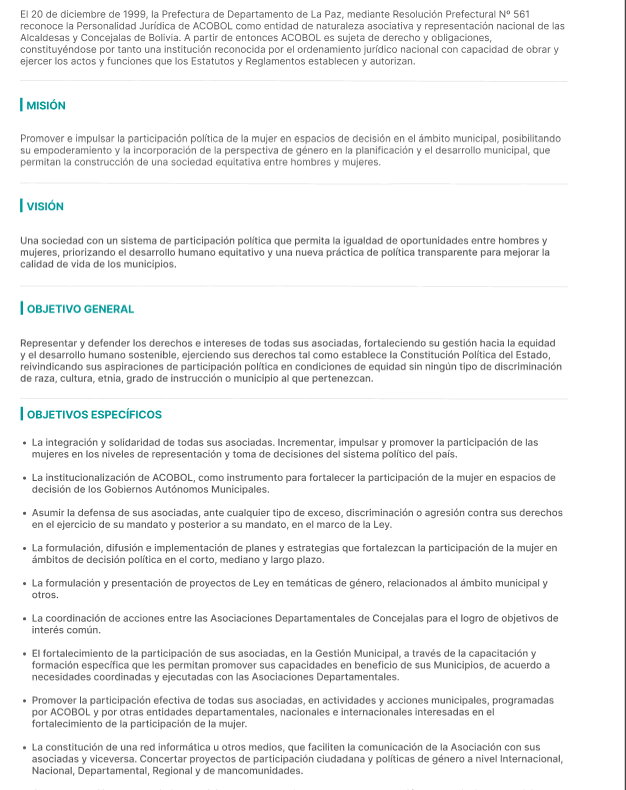 El 20 de diciembre de 1999, la Prefectura de Departamento de La Paz, mediante Resolución Prefectural Nº 561
reconoce la Personalidad Jurídica de ACOBOL como entidad de naturaleza asociativa y representación nacional de las
Alcaldesas y Concejalas de Bolivia. A partir de entonces ACOBOL es sujeta de derecho y obligaciones,
constituyéndose por tanto una institución reconocida por el ordenamiento jurídico nacional con capacidad de obrar y
ejercer los actos y funciones que los Estatutos y Reglamentos establecen y autorizan.
MISIÓN
Promover e impulsar la participación política de la mujer en espacios de decisión en el ámbito municipal, posibilitando
su empoderamiento y la incorporación de la perspectiva de género en la planificación y el desarrollo municipal, que
permitan la construcción de una sociedad equitativa entre hombres y mujeres.
VISIÓN
Una sociedad con un sistema de participación política que permita la igualdad de oportunidades entre hombres y
mujeres, priorizando el desarrollo humano equitativo y una nueva práctica de política transparente para mejorar la
calidad de vida de los municipios.
OBJETIVO GENERAL
Representar y defender los derechos e intereses de todas sus asociadas, fortaleciendo su gestión hacia la equidad
y el desarrollo humano sostenible, ejerciendo sus derechos tal como establece la Constitución Política del Estado,
reivindicando sus aspiraciones de participación política en condiciones de equidad sin ningún tipo de discriminación
de raza, cultura, etnia, grado de instrucción o municipio al que pertenezcan.
OBJETIVOS ESPECÍFICOS
• La integración y solidaridad de todas sus asociadas. Incrementar, impulsar y promover la participación de las
mujeres en los niveles de representación y toma de decisiones del sistema político del país.
• La institucionalización de ACOBOL, como instrumento para fortalecer la participación de la mujer en espacios de
decisión de los Gobiernos Autónomos Municipales.
• Asumir la defensa de sus asociadas, ante cualquier tipo de exceso, discriminación o agresión contra sus derechos
en el ejercicio de su mandato y posterior a su mandato, en el marco de la Ley.
• La formulación, difusión e implementación de planes y estrategias que fortalezcan la participación de la mujer en
ámbitos de decisión política en el corto, mediano y largo plazo.
• La formulación y presentación de proyectos de Ley en temáticas de género, relacionados al ámbito municipal y
otros.
• La coordinación de acciones entre las Asociaciones Departamentales de Concejalas para el logro de objetivos de
interés común.
• El fortalecimiento de la participación de sus asociadas, en la Gestión Municipal, a través de la capacitación y
formación específica que les permitan promover sus capacidades en beneficio de sus Municipios, de acuerdo a
necesidades coordinadas y ejecutadas con las Asociaciones Departamentales.
• Promover la participación efectiva de todas sus asociadas, en actividades y acciones municipales, programadas
por ACOBOL y por otras entidades departamentales, nacionales e internacionales interesadas en el
fortalecimiento de la participación de la mujer.
• La constitución de una red informática u otros medios, que faciliten la comunicación de la Asociación con sus
asociadas y viceversa. Concertar proyectos de participación ciudadana y políticas de género a nivel Internacional,
Nacional, Departamental, Regional y de mancomunidades.